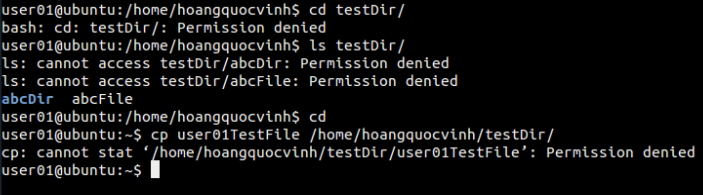 user01@ubuntu:/home/hoangquocvinh$ cd testDir/
bash: cd: testDir/: Permission denied
user01@ubuntu:/home/hoangquocvinh$ ls testDir/
ls: cannot access testDir/abcDir: Permission denied
ls: cannot access testDir/abcFile: Permission denied
abcDir  abcFile
user01@ubuntu:/home/hoangquocvinh$ cd
user01@ubuntu:~$ cp user01TestFile /home/hoangquocvinh/testDir/
cp: cannot stat ‘/home/hoangquocvinh/testDir/user01TestFile’: Permission denied
user01@ubuntu:~$